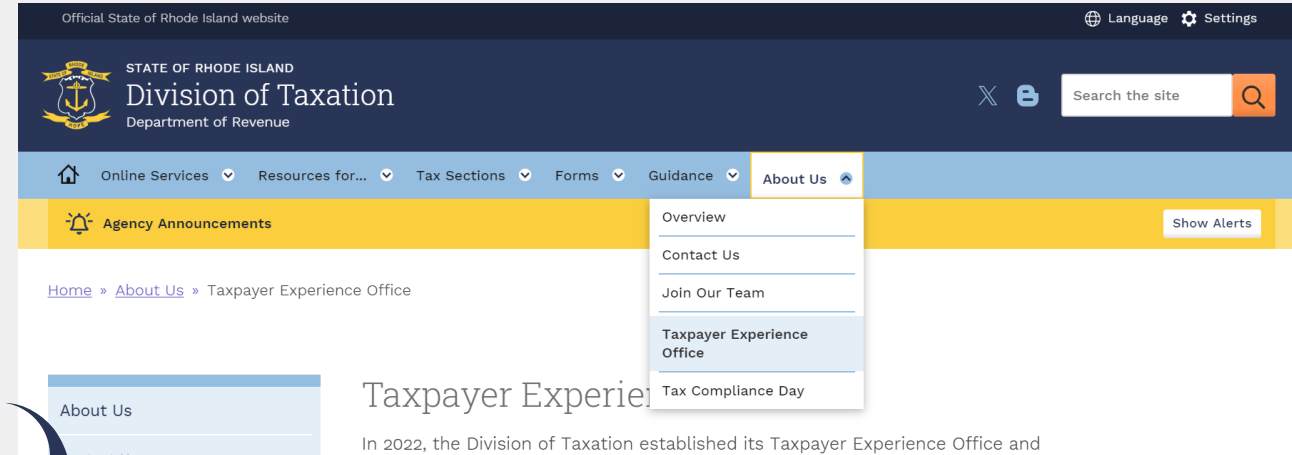 Official State of Rhode Island website
Language
Settings
STATE OF RHODE ISLAND
Division of Taxation
Department of Revenue
Search the site
Online Services
Resources for...
Tax Sections
Forms
Guidance
About Us
Agency Announcements
Show Alerts
Overview
Contact Us
Join Our Team
Taxpayer Experience
Office
Tax Compliance Day
Home » About Us » Taxpayer Experience Office
About Us
Taxpayer Experie
In 2022, the Division of Taxation established its Taxpayer Experience Office and